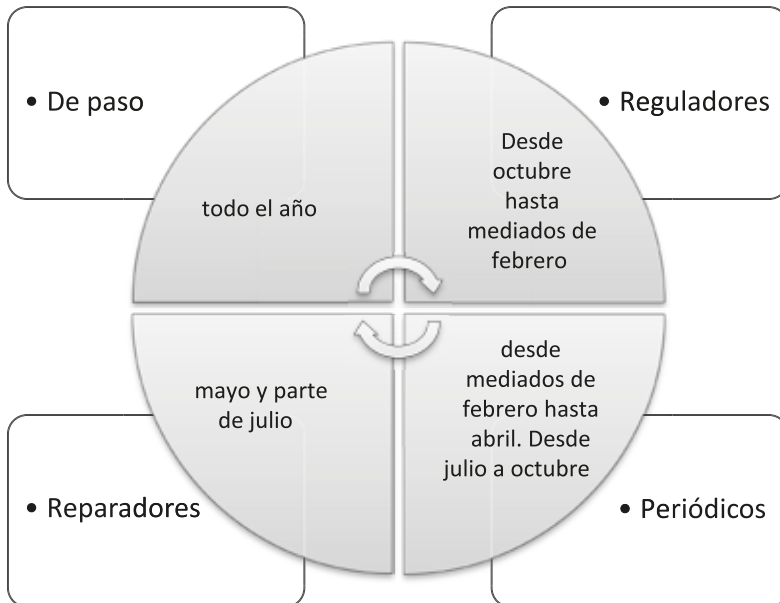 • De paso
todo el año
• Reguladores
Desde
octubre
hasta
mediados de
febrero
mayo y parte
de julio
• Reparadores
desde
mediados de
febrero hasta
abril. Desde
julio a octubre
• Periódicos